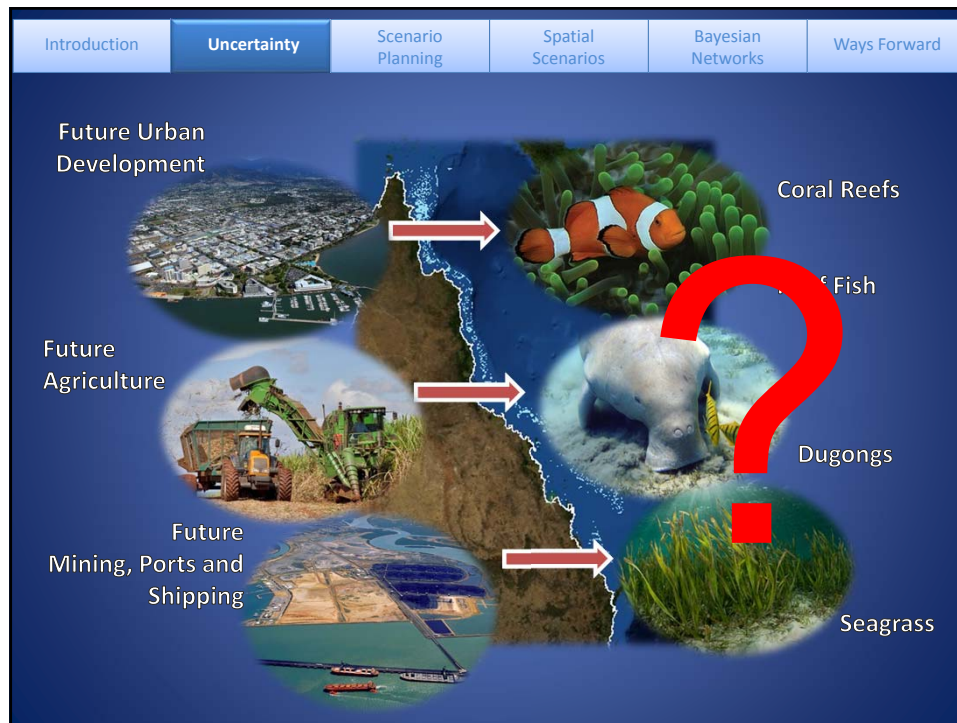 Introduction
Uncertainty
Scenario
Planning
Spatial
Scenarios
Bayesian
Networks
Ways Forward
Future Urban
Development
Coral Reefs
Fish
Future
Agriculture
Dugongs
Future
Mining, Ports and
Shipping
Seagrass
?